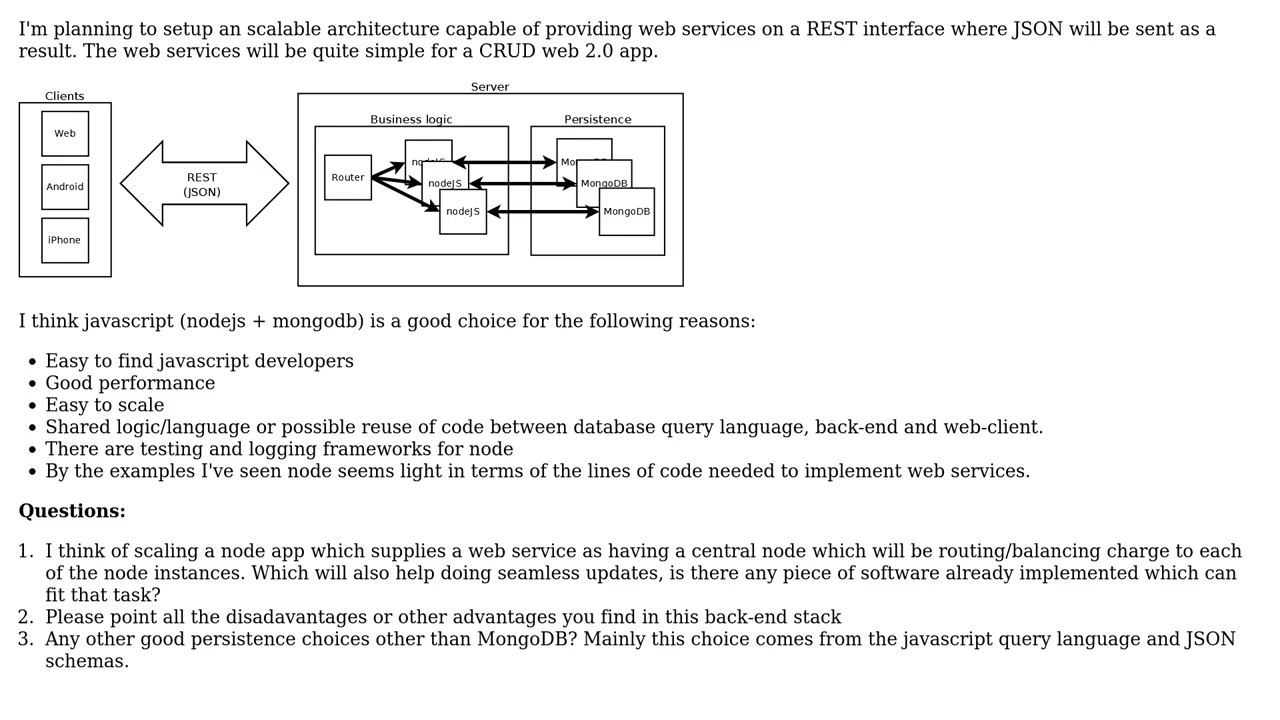 I'm planning to setup an scalable architecture capable of providing web services on a REST interface where JSON will be sent as a
result. The web services will be quite simple for a CRUD web 2.0 app.
Server
Clients
Business logic
Persistence
Web
Android
iPhone
REST
(JSON)
Router
nodeJS
nodeJS
MongoDB
MongoDB
I think javascript (nodejs + mongodb) is a good choice for the following reasons:
• Easy to find javascript developers
• Good performance
• Easy to scale
• Shared logic/language or possible reuse of code between database query language, back-end and web-client.
• There are testing and logging frameworks for node
• By the examples I've seen node seems light in terms of the lines of code needed to implement web services.
Questions:
1. I think of scaling a node app which supplies a web service as having a central node which will be routing/balancing charge to each
of the node instances. Which will also help doing seamless updates, is there any piece of software already implemented which can
fit that task?
2. Please point all the disadavantages or other advantages you find in this back-end stack
3. Any other good persistence choices other than MongoDB? Mainly this choice comes from the javascript query language and JSON
schemas.